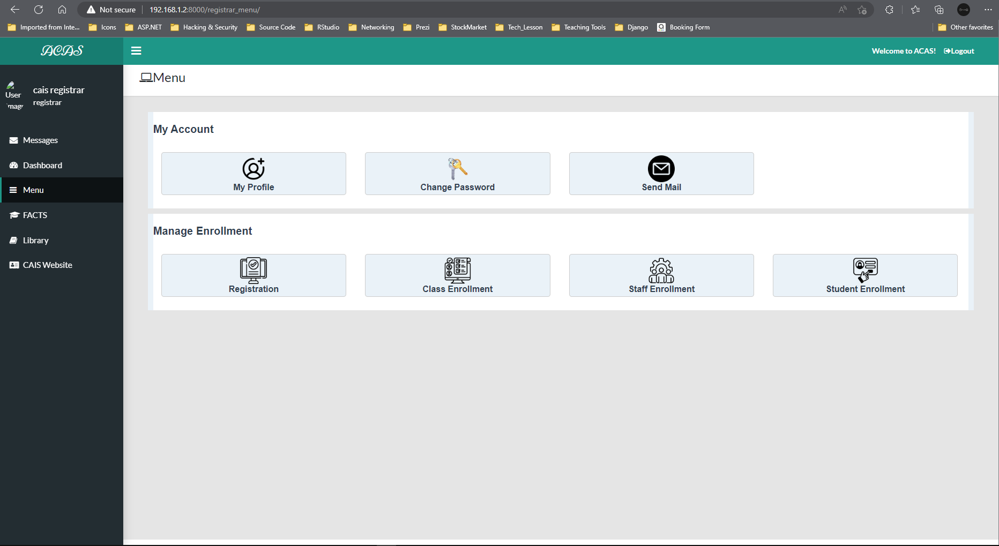 Not secure
192.168.1.2:8000/registrar_menu/
Imported from Inte... Icons ASP.NET Hacking & Security Source Code RStudio Networking Prezi StockMarket Tech_Lesson Teaching Tools Django Booking Form Other favorites
ACAS
Welcome to ACAS! Logout
Menu
User
cais registrar
registrar
Messages
Dashboard
Menu
FACTS
Library
CAIS Website
My Account
My Profile
Change Password
Send Mail
Manage Enrollment
Registration
Class Enrollment
Staff Enrollment
Student Enrollment